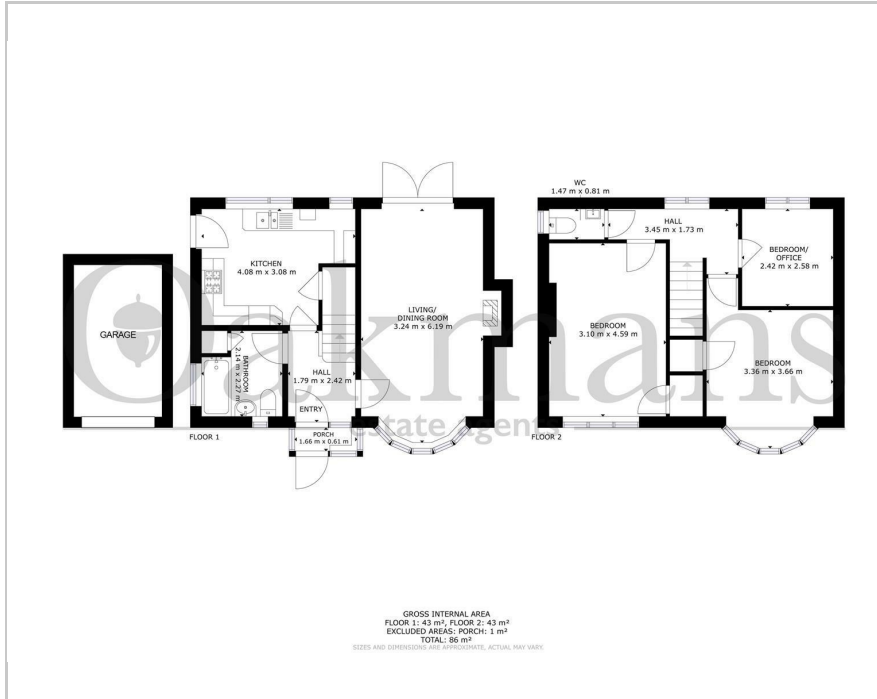 WC
1.47 m x 0.81 m
HALL
3.45 m x 1.73 m
KITCHEN
4.08 m x 3.08 m
BEDROOM/
OFFICE
2.42 m x 2.58 m
GARAGE
LIVING/
DINING ROOM
3.24 m x 6.19 m
BEDROOM
3.10 m x 4.59 m
BATHROOM
2.14 m x 2.27 m
HALL
1.79 m x 2.42 m
BEDROOM
3.36 m x 3.66 m
ENTRY
PORCH
1.66 m x 0.61 m
FLOOR 1
FLOOR 2
Oakmans
estate agents
GROSS INTERNAL AREA
FLOOR 1: 43 m², FLOOR 2: 43 m²
EXCLUDED AREAS: PORCH: 1 m²
TOTAL: 86 m²
SIZES AND DIMENSIONS ARE APPROXIMATE, ACTUAL MAY VARY.